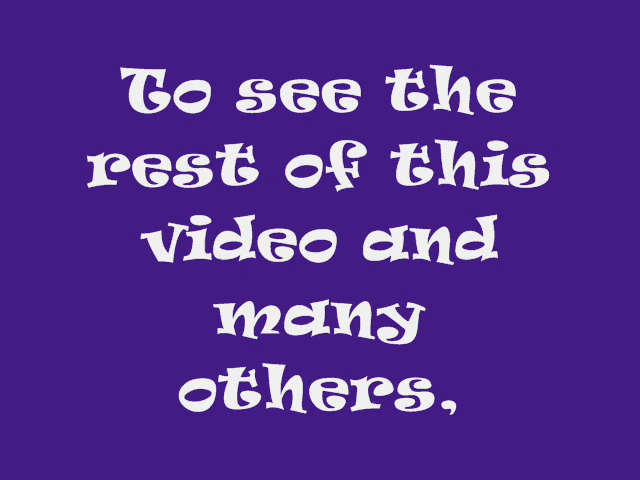 To see the
rest of this
video and
many
others,